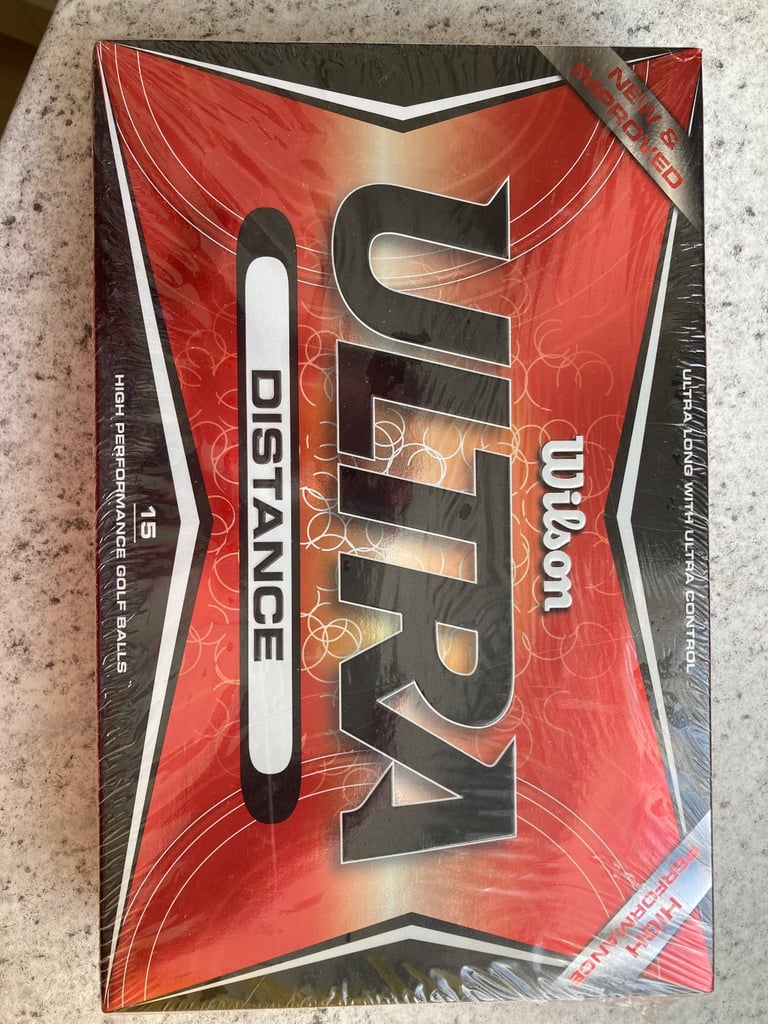 NEW &
IMPROVED
ULTRA LONG WITH ULTRA CONTROL
HIGH
PERFORMANCE
Wilson
ULTRA
DISTANCE
15
HIGH PERFORMANCE GOLF BALLS